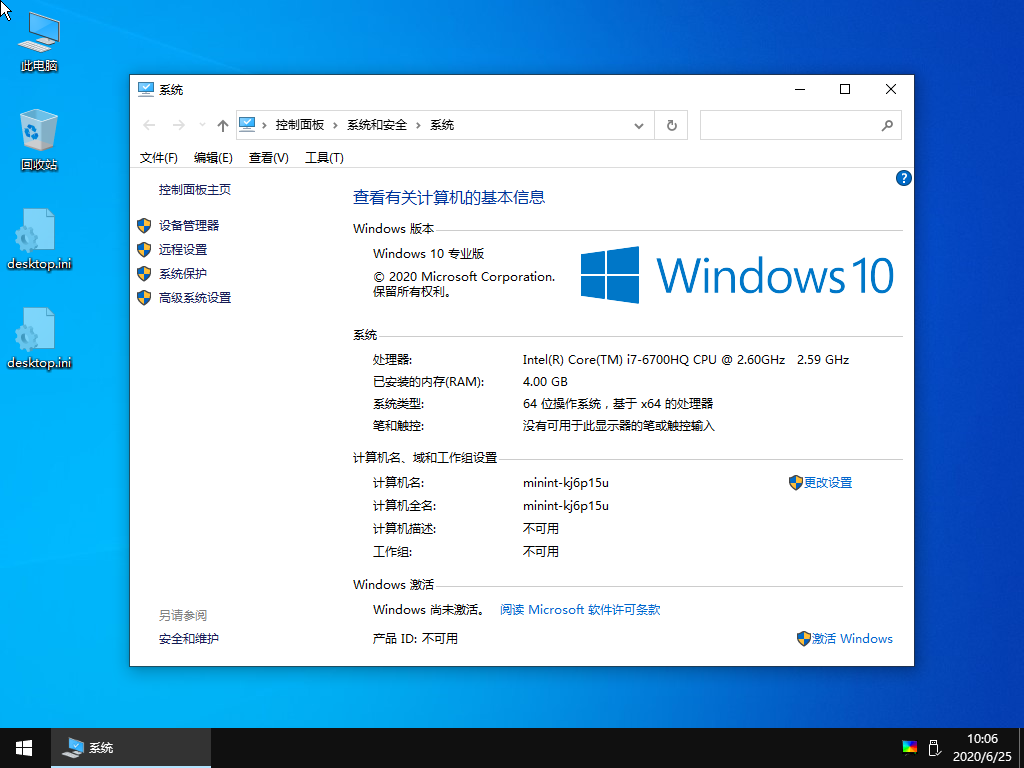 此电脑
回收站
desktop.ini
desktop.ini
系统
控制面板 系统和安全 系统
文件(F) 编辑(E) 查看(V) 工具(T)
控制面板主页
设备管理器
远程设置
系统保护
高级系统设置
另请参阅
安全和维护
?
查看有关计算机的基本信息
Windows 版本
Windows 10 专业版
© 2020 Microsoft Corporation.
保留所有权利。
Windows 10
系统
处理器: Intel(R) Core(TM) i7-6700HQ CPU @ 2.60GHz 2.59 GHz
已安装的内存(RAM): 4.00 GB
系统类型: 64 位操作系统，基于 x64 的处理器
笔和触控: 没有可用于此显示器的笔或触控输入
计算机名、域和工作组设置
计算机名: minint-kj6p15u 更改设置
计算机全名: minint-kj6p15u
计算机描述: 不可用
工作组: 不可用
Windows 激活
Windows 尚未激活。 阅读 Microsoft 软件许可条款
产品 ID: 不可用 激活 Windows
系统
10:06
2020/6/25